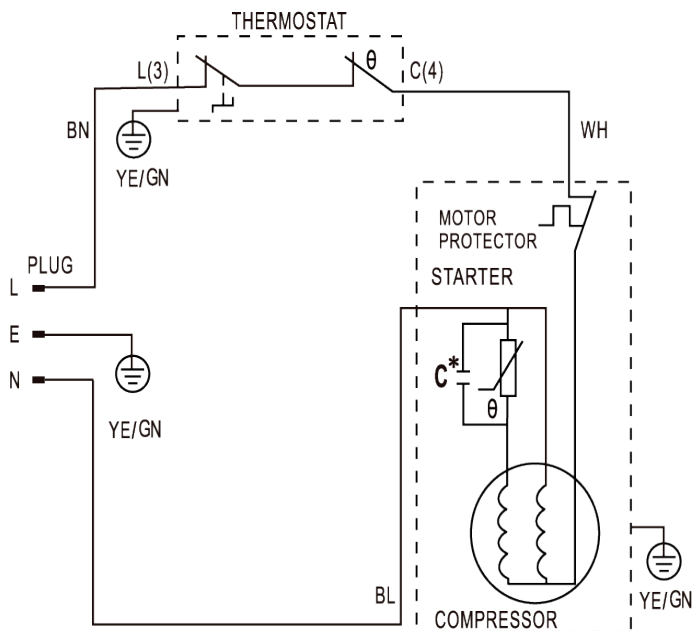 THERMOSTAT
L(3)
θ
C(4)
BN
WH
YE/GN
MOTOR
PROTECTOR
PLUG
STARTER
L
E
N
C*
θ
YE/GN
BL
COMPRESSOR
YE/GN